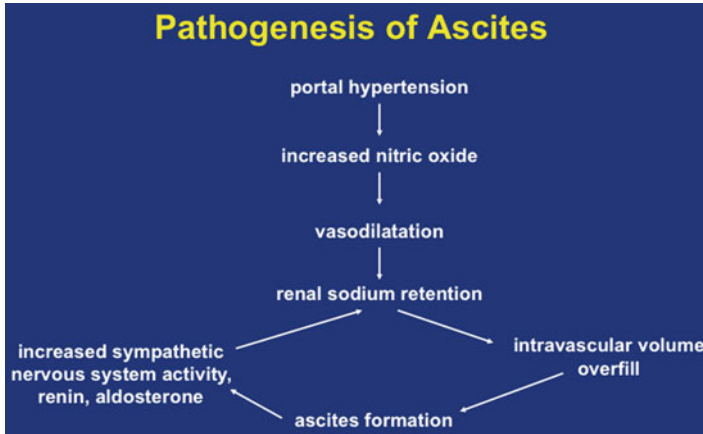 Pathogenesis of Ascites
portal hypertension
increased nitric oxide
vasodilatation
renal sodium retention
intravascular volume
overfill
ascites formation
increased sympathetic
nervous system activity,
renin, aldosterone